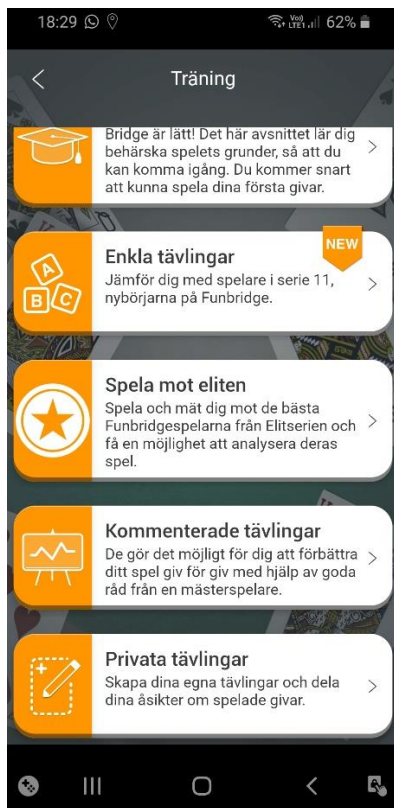 18:29 Vo)) LTE1 62%
Träning
Bridge är lätt! Det här avsnittet lär dig
behärska spelets grunder, så att du
kan komma igång. Du kommer snart
att kunna spela dina första givar.
NEW
Enkla tävlingar
Jämför dig med spelare i serie 11,
nybörjarna på Funbridge.
A
B C
Spela mot eliten
Spela och mät dig mot de bästa
Funbridgespelarna från Elitserien och
få en möjlighet att analysera deras
spel.
Kommenterade tävlingar
De gör det möjligt för dig att förbättra
ditt spel giv för giv med hjälp av goda
råd från en mästerspelare.
Privata tävlingar
Skapa dina egna tävlingar och dela
dina åsikter om spelade givar.